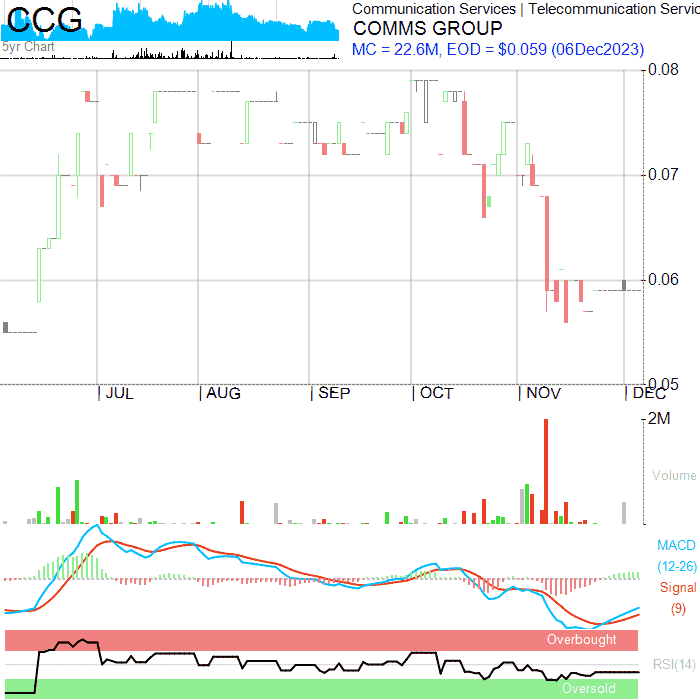 CCG
5yr Chart
Communication Services | Telecommunication Servic
COMMS GROUP
MC = 22.6M, EOD = $0.059 (06Dec2023)
0.08
0.07
0.06
0.05
JUL
AUG
SEP
OCT
NOV
DEC
2M
Volume
MACD
(12-26)
Signal
(9)
Overbought
RSI(14)
Oversold